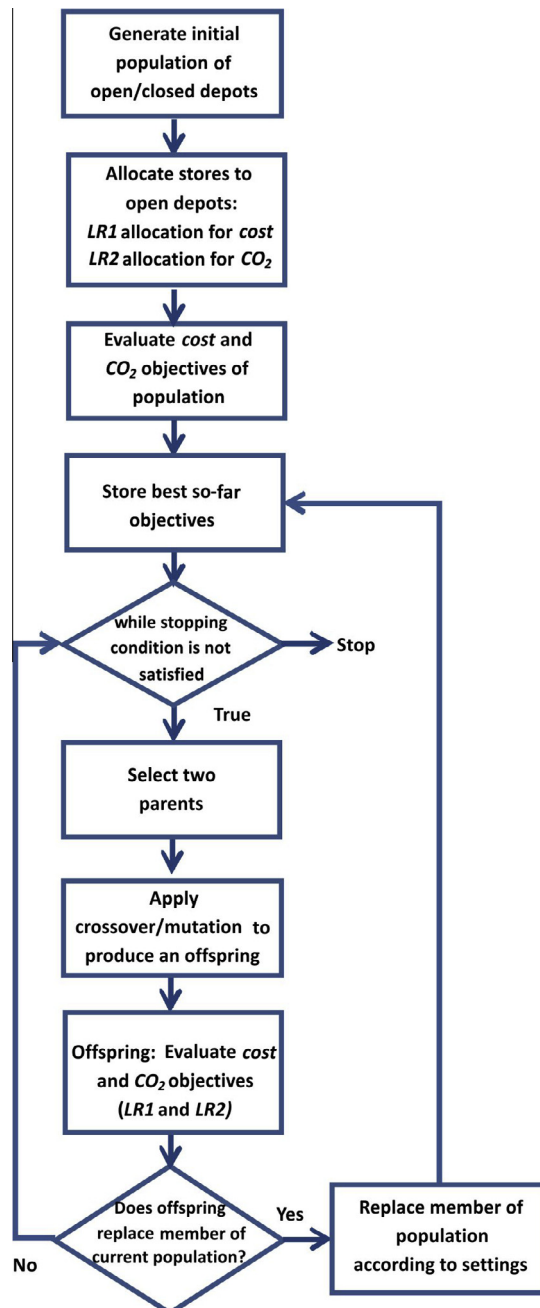 Generate initial
population of
open/closed depots
Allocate stores to
open depots:
LR1 allocation for cost
LR2 allocation for CO₂
Evaluate cost and
CO₂ objectives of
population
Store best so-far
objectives
while stopping
condition is not
satisfied
Stop
True
Select two
parents
Apply
crossover/mutation to
produce an offspring
Offspring: Evaluate cost
and CO₂ objectives
(LR1 and LR2)
Does offspring
replace member of
current population?
Yes
No
Replace member of
population
according to settings